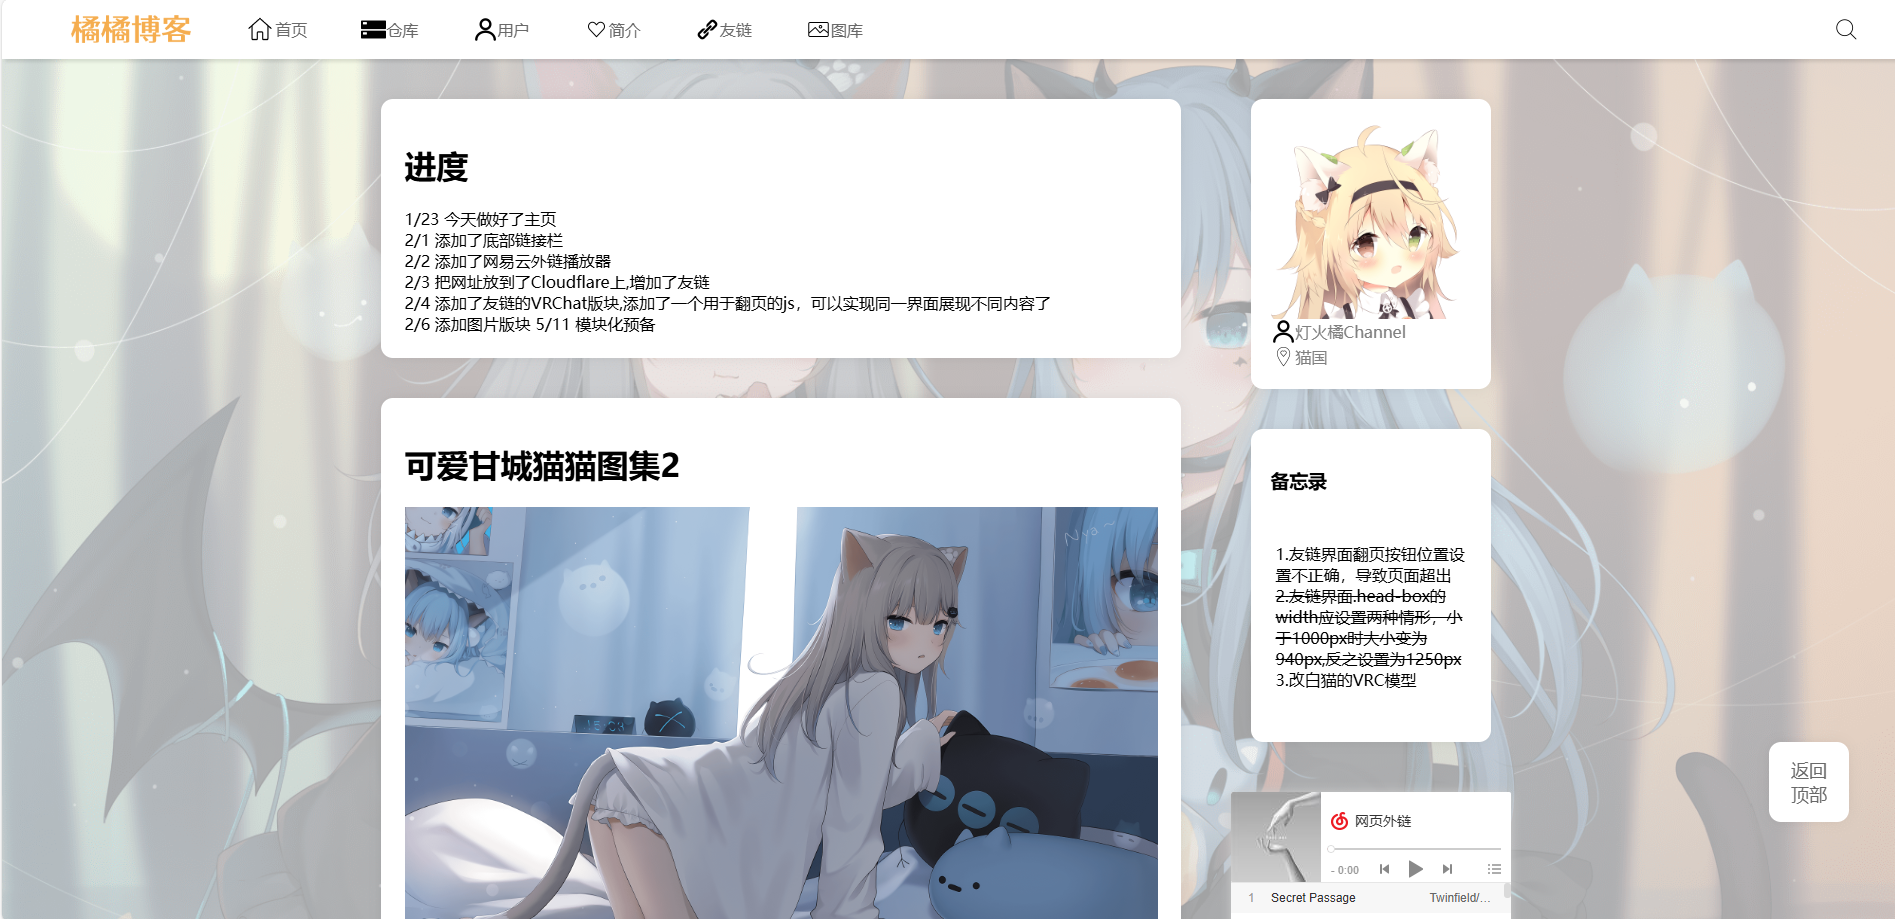 橘橘博客
首页
仓库
用户
简介
友链
图库
进度
1/23 今天做好了主页
2/1 添加了底部链接栏
2/2 添加了网易云外链播放器
2/3 把网址放到了Cloudflare上,增加了友链
2/4 添加了友链的VRChat版块,添加了一个用于翻页的js，可以实现同一界面展现不同内容了
2/6 添加图片版块 5/11 模块化预备
可爱甘城猫猫图集2
Nya~
灯火橘Channel
猫国
备忘录
1.友链界面翻页按钮位置设
置不正确，导致页面超出
2.友链界面.head-box的
width应设置两种情形，小
于1000px时大小变为
940px,反之设置为1250px
3.改白猫的VRC模型
返回
顶部
网页外链
- 0:00
1 Secret Passage Twinfield/...